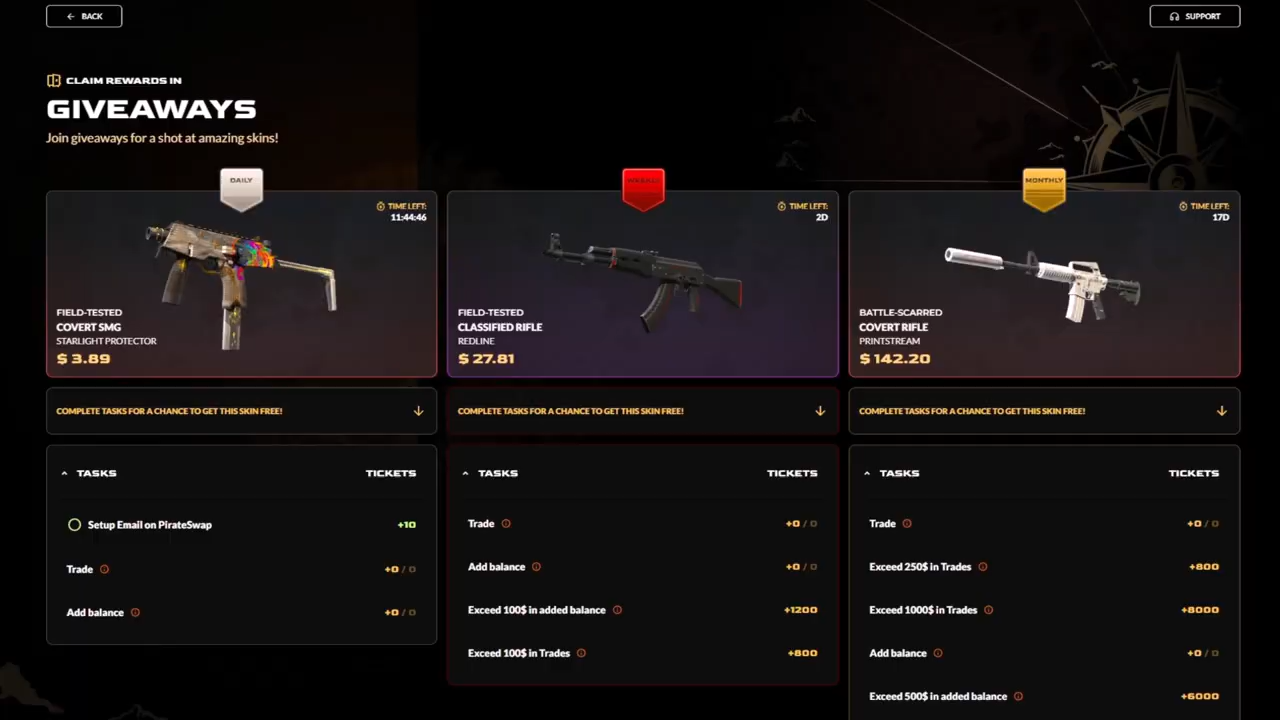 BACK
SUPPORT
CLAIM REWARDS IN
GIVEAWAYS
Join giveaways for a shot at amazing skins!
DAILY
TIME LEFT:
11:44:46
FIELD-TESTED
COVERT SMG
STARLIGHT PROTECTOR
$ 3.89
WEEKLY
TIME LEFT:
2D
FIELD-TESTED
CLASSIFIED RIFLE
REDLINE
$ 27.81
MONTHLY
TIME LEFT:
17D
BATTLE-SCARRED
COVERT RIFLE
PRINTSTREAM
$ 142.20
COMPLETE TASKS FOR A CHANCE TO GET THIS SKIN FREE!
COMPLETE TASKS FOR A CHANCE TO GET THIS SKIN FREE!
COMPLETE TASKS FOR A CHANCE TO GET THIS SKIN FREE!
TASKS TICKETS
Setup Email on PirateSwap +10
Trade +0 / 0
Add balance +0 / 0
TASKS TICKETS
Trade +0 / 0
Add balance +0 / 0
Exceed 100$ in added balance +1200
Exceed 100$ in Trades +800
TASKS TICKETS
Trade +0 / 0
Exceed 250$ in Trades +800
Exceed 1000$ in Trades +8000
Add balance +0 / 0
Exceed 500$ in added balance +6000